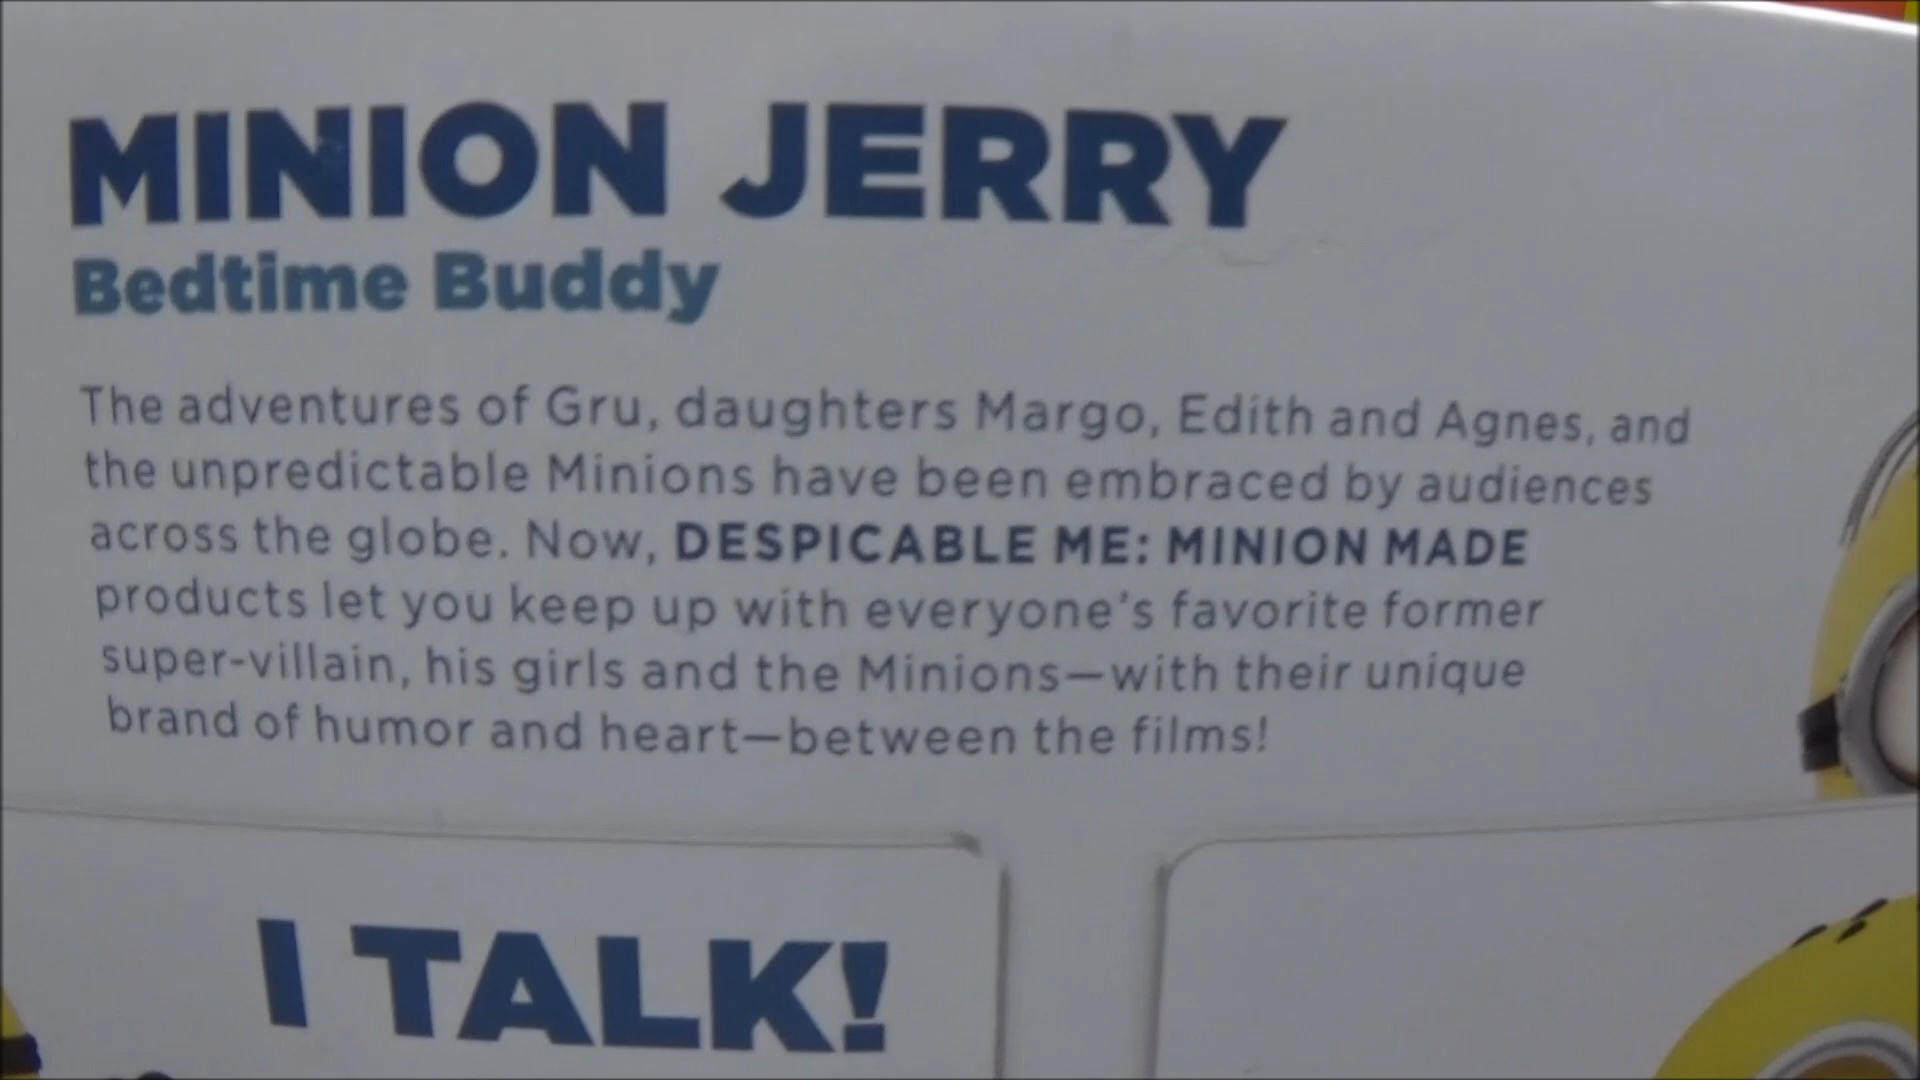 MINION JERRY
Bedtime Buddy
The adventures of Gru, daughters Margo, Edith and Agnes, and
the unpredictable Minions have been embraced by audiences
across the globe. Now, DESPICABLE ME: MINION MADE
products let you keep up with everyone's favorite former
super-villain, his girls and the Minions—with their unique
brand of humor and heart—between the films!
I TALK!